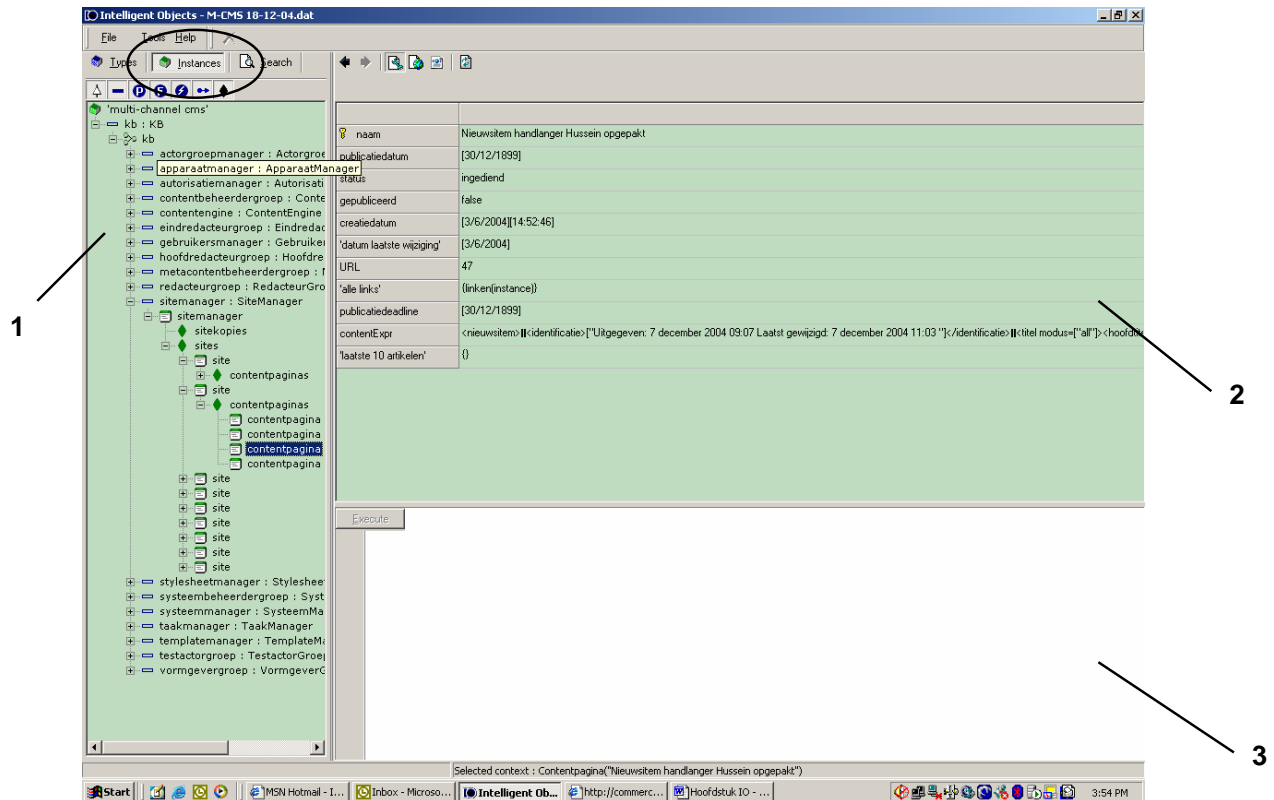 Intelligent Objects - M-CMS 18-12-04.dat
File Tools Help
Types Instances Search
'multi-channel cms'
kb : KB
kb
actorgroepmanager : Actorgroe
apparaatmanager : ApparaatManager
autorisatiemanager : Autorisati
contentbeheerdergroep : Conte
contentengine : ContentEngine
eindredacteurgroep : Eindredac
gebruikersmanager : Gebruiker
hoofdredacteurgroep : Hoofdre
metacontentbeheerdergroep : M
redacteurgroep : RedacteurGro
sitemanager : SiteManager
sitemanager
sitekopies
sites
site
contentpaginas
site
contentpaginas
contentpagina
contentpagina
contentpagina
contentpagina
site
site
site
site
site
site
site
stylesheetmanager : Stylesheet
systeembeheerdergroep : Syst
systeemmanager : SysteemMa
taakmanager : TaakManager
templatemanager : TemplateMa
testactorgroep : TestactorGroep
vormgevergroep : VormgeverG
naam Nieuwsitem handlanger Hussein opgepakt
publicatiedatum [30/12/1899]
status ingediend
gepubliceerd false
creatiedatum [3/6/2004][14:52:46]
'datum laatste wijziging' [3/6/2004]
URL 47
'alle links' {linken(instance)}
publicatiedeadline [30/12/1899]
contentExpr <nieuwsitem>||<identificatie>["Uitgegeven: 7 december 2004 09:07 Laatst gewijzigd: 7 december 2004 11:03 "]</identificatie>||<titel modus=["all"]><hoofdtite
'laatste 10 artikelen' {}
Execute
Selected context : Contentpagina("Nieuwsitem handlanger Hussein opgepakt")
Start MSN Hotmail - I... Inbox - Microso... Intelligent Ob... http://commerc... Hoofdstuk IO - ... 3:54 PM
1
2
3